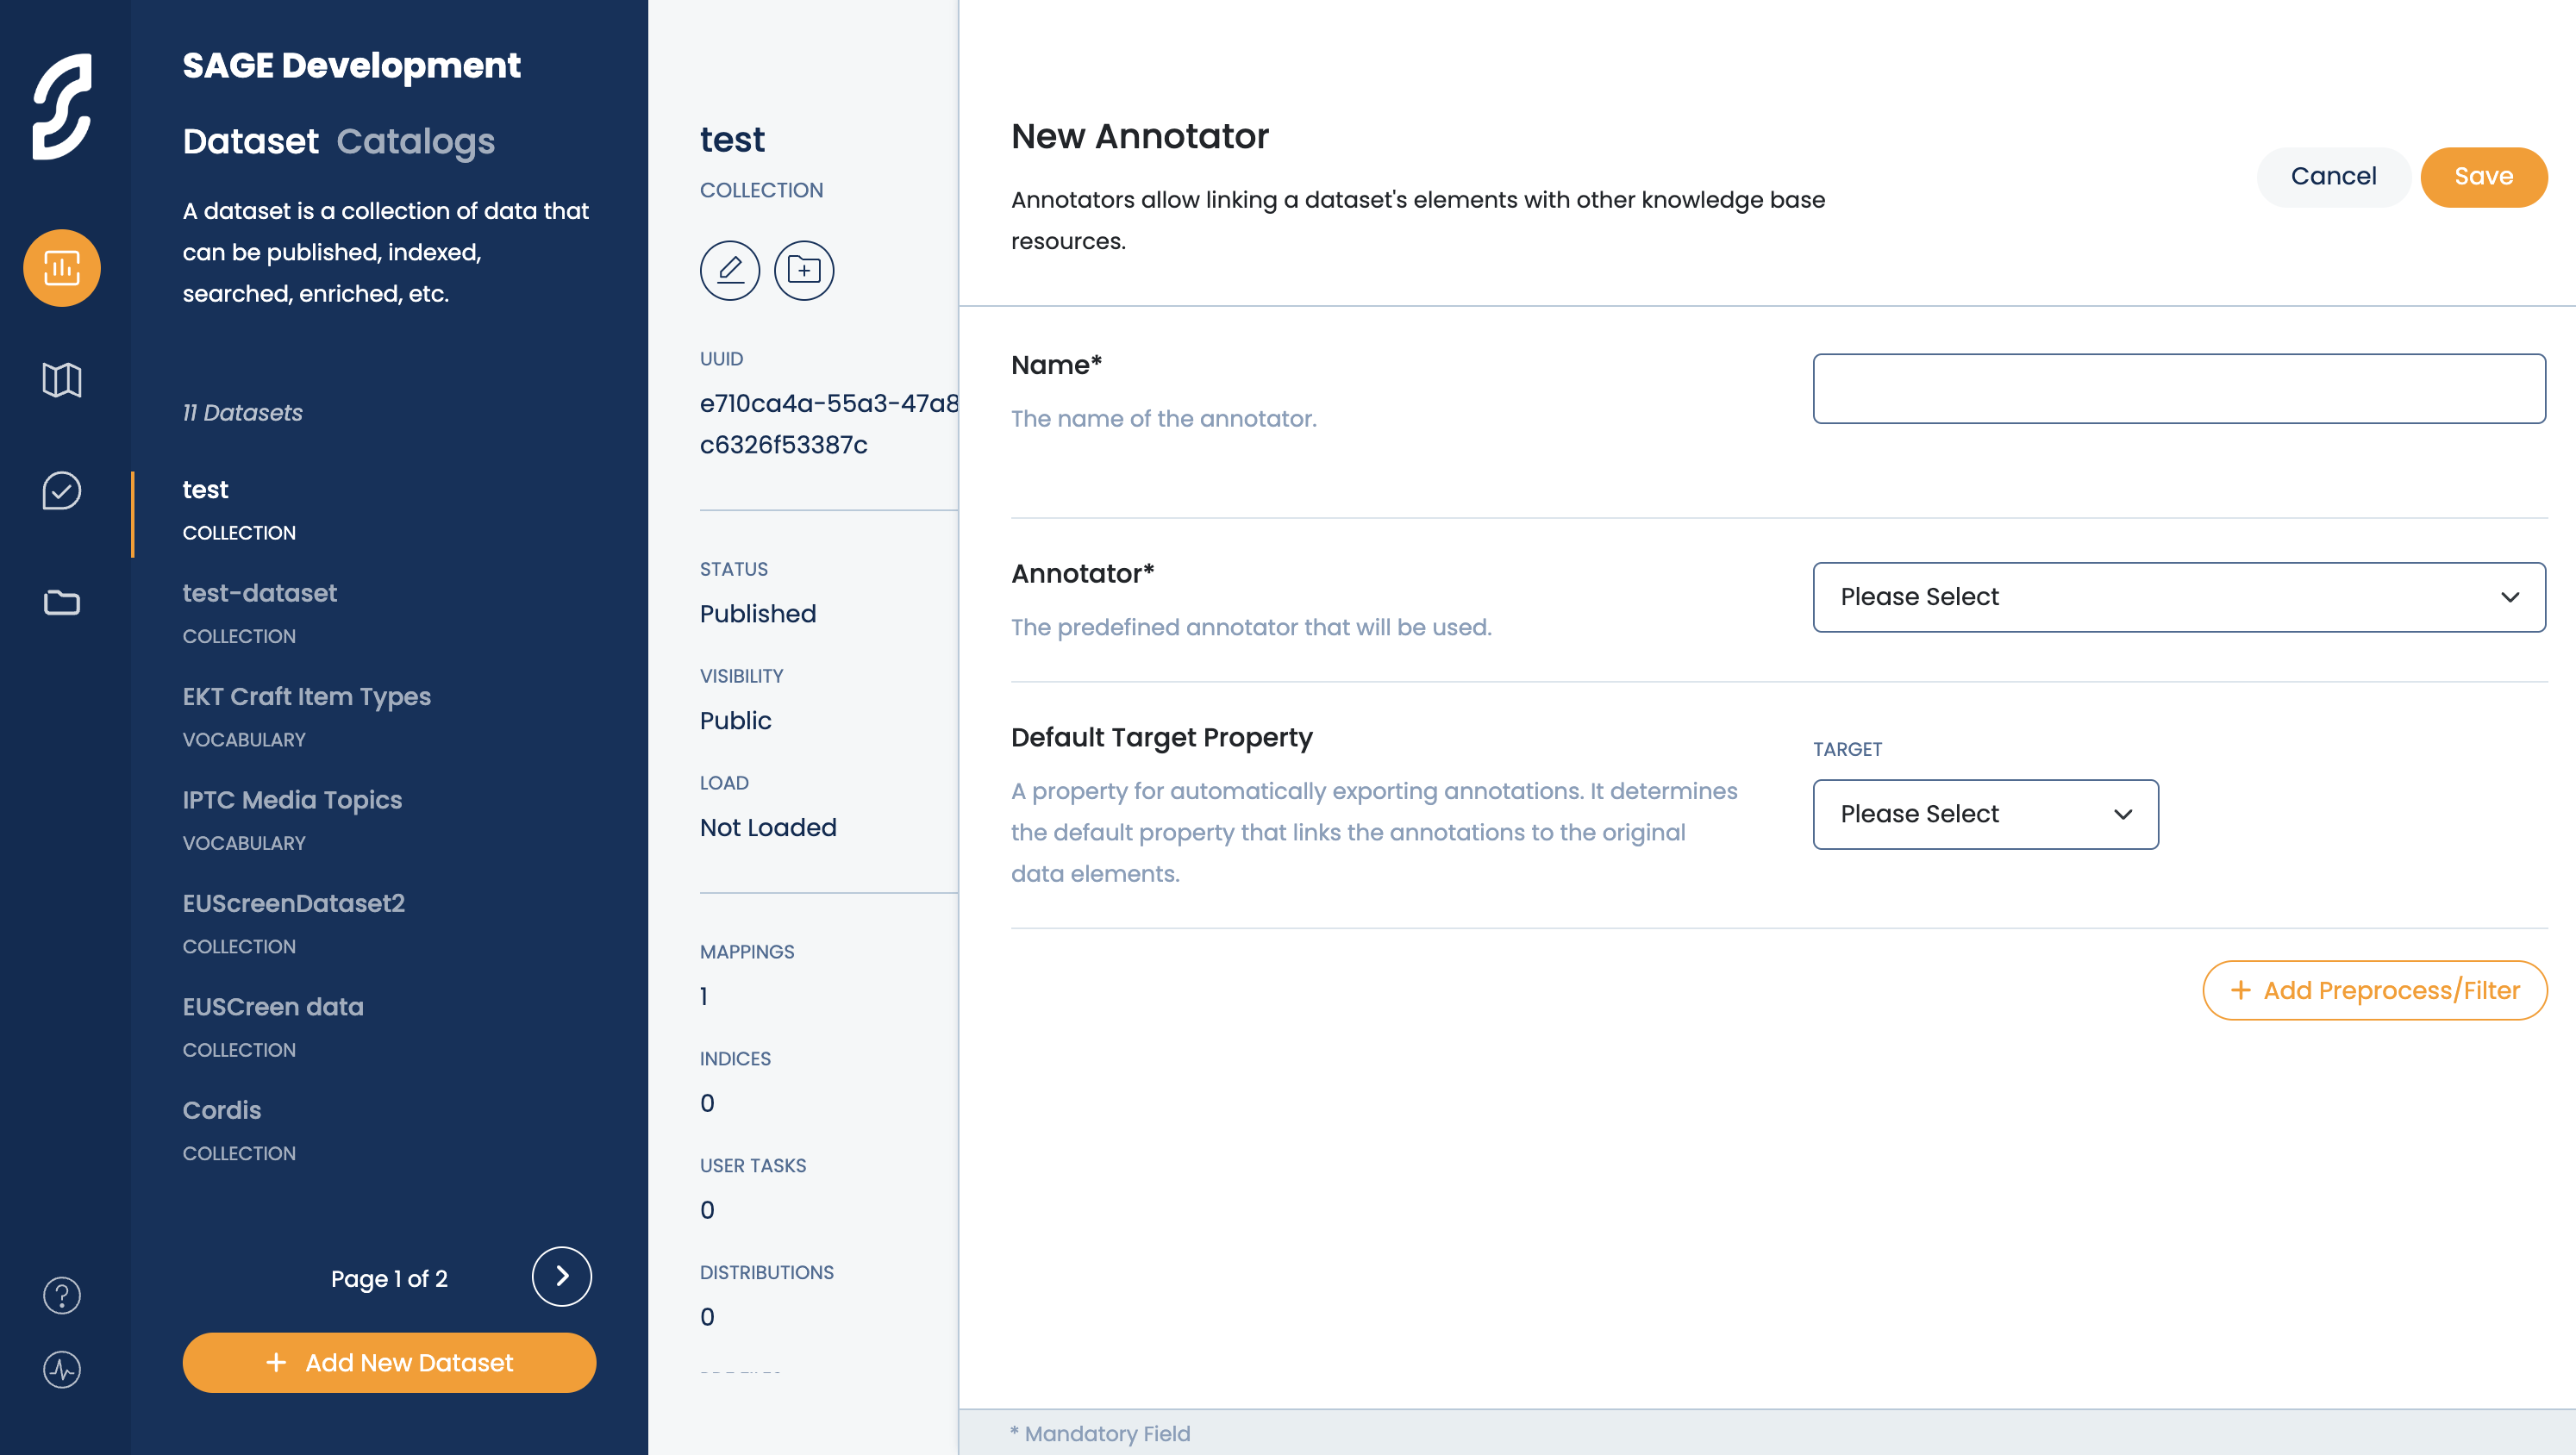 SAGE Development
Dataset Catalogs
A dataset is a collection of data that
can be published, indexed,
searched, enriched, etc.
11 Datasets
test
COLLECTION
test-dataset
COLLECTION
EKT Craft Item Types
VOCABULARY
IPTC Media Topics
VOCABULARY
EUScreenDataset2
COLLECTION
EUSCreen data
COLLECTION
Cordis
COLLECTION
Page 1 of 2
+ Add New Dataset
test
COLLECTION
UUID
e710ca4a-55a3-47a8
c6326f53387c
STATUS
Published
VISIBILITY
Public
LOAD
Not Loaded
MAPPINGS
1
INDICES
0
USER TASKS
0
DISTRIBUTIONS
0
New Annotator
Annotators allow linking a dataset's elements with other knowledge base
resources.
Cancel
Save
Name*
The name of the annotator.
Annotator*
The predefined annotator that will be used.
Please Select
Default Target Property
A property for automatically exporting annotations. It determines
the default property that links the annotations to the original
data elements.
TARGET
Please Select
+ Add Preprocess/Filter
* Mandatory Field